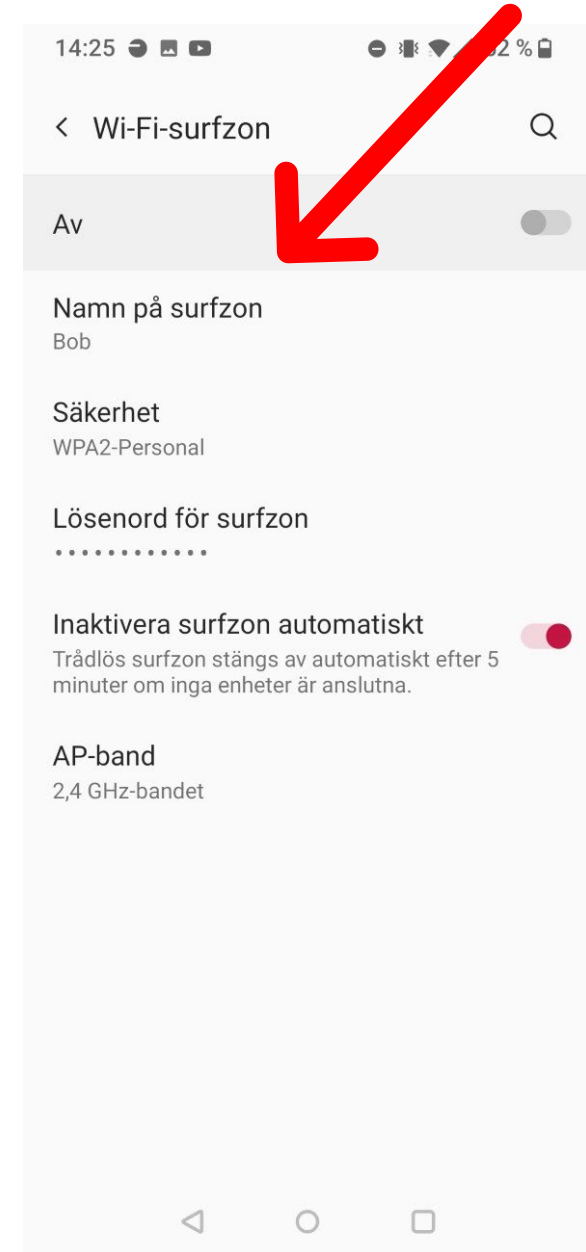 14:25 %
Wi-Fi-surfzon
Av
Namn på surfzon
Bob
Säkerhet
WPA2-Personal
Lösenord för surfzon
••••••••••••
Inaktivera surfzon automatiskt
Trådlös surfzon stängs av automatiskt efter 5
minuter om inga enheter är anslutna.
AP-band
2,4 GHz-bandet